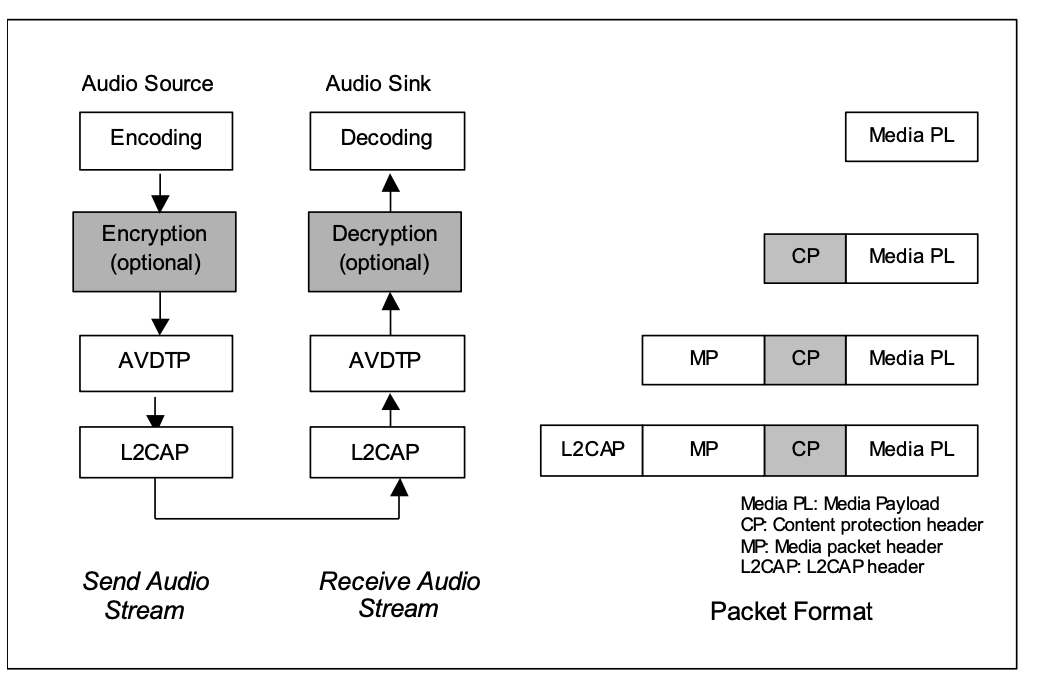 Audio Source
Audio Sink
Encoding
Decoding
Media PL
Encryption
(optional)
Decryption
(optional)
CP
Media PL
AVDTP
AVDTP
MP
CP
Media PL
L2CAP
L2CAP
L2CAP
MP
CP
Media PL
Media PL: Media Payload
CP: Content protection header
MP: Media packet header
L2CAP: L2CAP header
Send Audio
Stream
Receive Audio
Stream
Packet Format